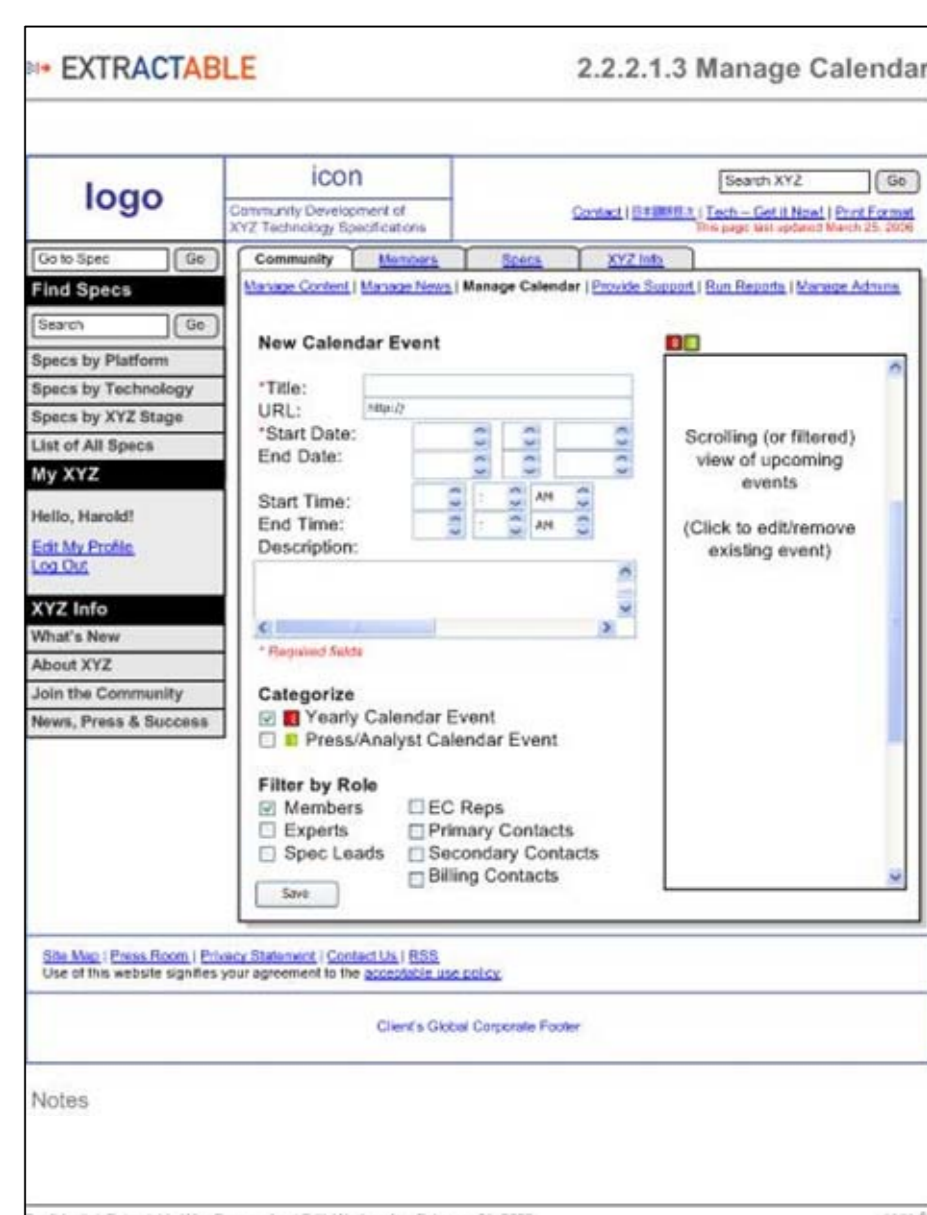 EXTRACTABLE
2.2.2.1.3 Manage Calendar
logo
icon
Community Development of
XYZ Technology Specifications
Search XYZ
Go
Contact | | Tech – Get it Now! | Print Format
This page last updated March 25, 2006
Go to Spec
Go
Find Specs
Search
Go
Specs by Platform
Specs by Technology
Specs by XYZ Stage
List of All Specs
My XYZ
Hello, Harold!
Edit My Profile
Log Out
XYZ Info
What's New
About XYZ
Join the Community
News, Press & Success
Community
Members
Specs
XYZ Info
Manage Content | Manage News | Manage Calendar | Provide Support | Run Reports | Manage Admins
New Calendar Event
*Title:
URL:
http://
*Start Date:
End Date:
Start Time:
: AM
End Time:
: AM
Description:
* Required fields
Categorize
Yearly Calendar Event
Press/Analyst Calendar Event
Filter by Role
Members
Experts
Spec Leads
EC Reps
Primary Contacts
Secondary Contacts
Billing Contacts
Save
Scrolling (or filtered)
view of upcoming
events
(Click to edit/remove
existing event)
Site Map | Press Room | Privacy Statement | Contact Us | RSS
Use of this website signifies your agreement to the acceptable use policy.
Client's Global Corporate Footer
Notes